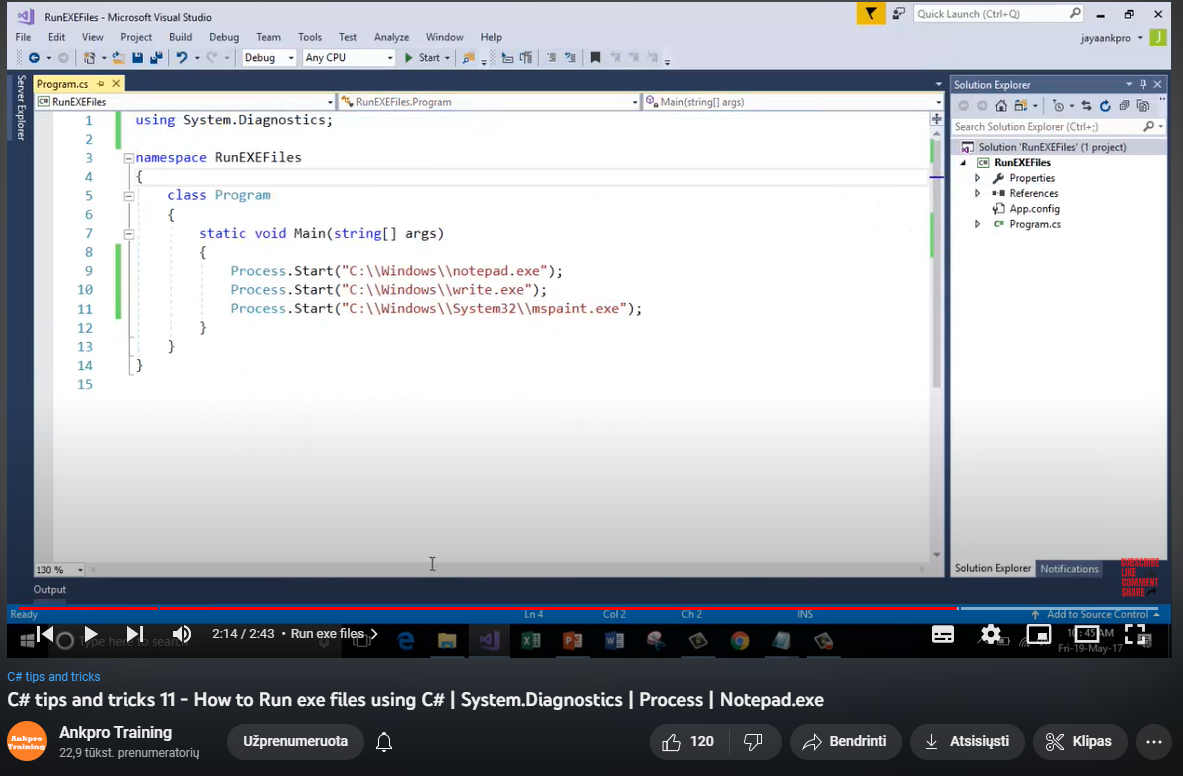 RunEXEFiles - Microsoft Visual Studio
Quick Launch (Ctrl+Q)
File Edit View Project Build Debug Team Tools Test Analyze Window Help
jayaankpro J
Debug Any CPU Start
Server Explorer
Program.cs
RunEXEFiles RunEXEFiles.Program Main(string[] args)
1 using System.Diagnostics;
2
3 namespace RunEXEFiles
4 {
5 class Program
6 {
7 static void Main(string[] args)
8 {
9 Process.Start("C:\\Windows\\notepad.exe");
10 Process.Start("C:\\Windows\\write.exe");
11 Process.Start("C:\\Windows\\System32\\mspaint.exe");
12 }
13 }
14 }
15
130 %
Solution Explorer
Search Solution Explorer (Ctrl+;)
Solution 'RunEXEFiles' (1 project)
RunEXEFiles
Properties
References
App.config
Program.cs
Solution Explorer Notifications
SUBSCRIBE
LIKE
COMMENT
SHARE
Output
Ready Ln 4 Col 2 Ch 2 INS Add to Source Control
Type here to search
2:14 / 2:43 • Run exe files
10:45 AM
Fri-19-May-17
C# tips and tricks
C# tips and tricks 11 - How to Run exe files using C# | System.Diagnostics | Process | Notepad.exe
Ankpro Training
Ankpro Training
22,9 tūkst. prenumeratorių
Užprenumeruota
120
Bendrinti
Atsisiųsti
Klipas